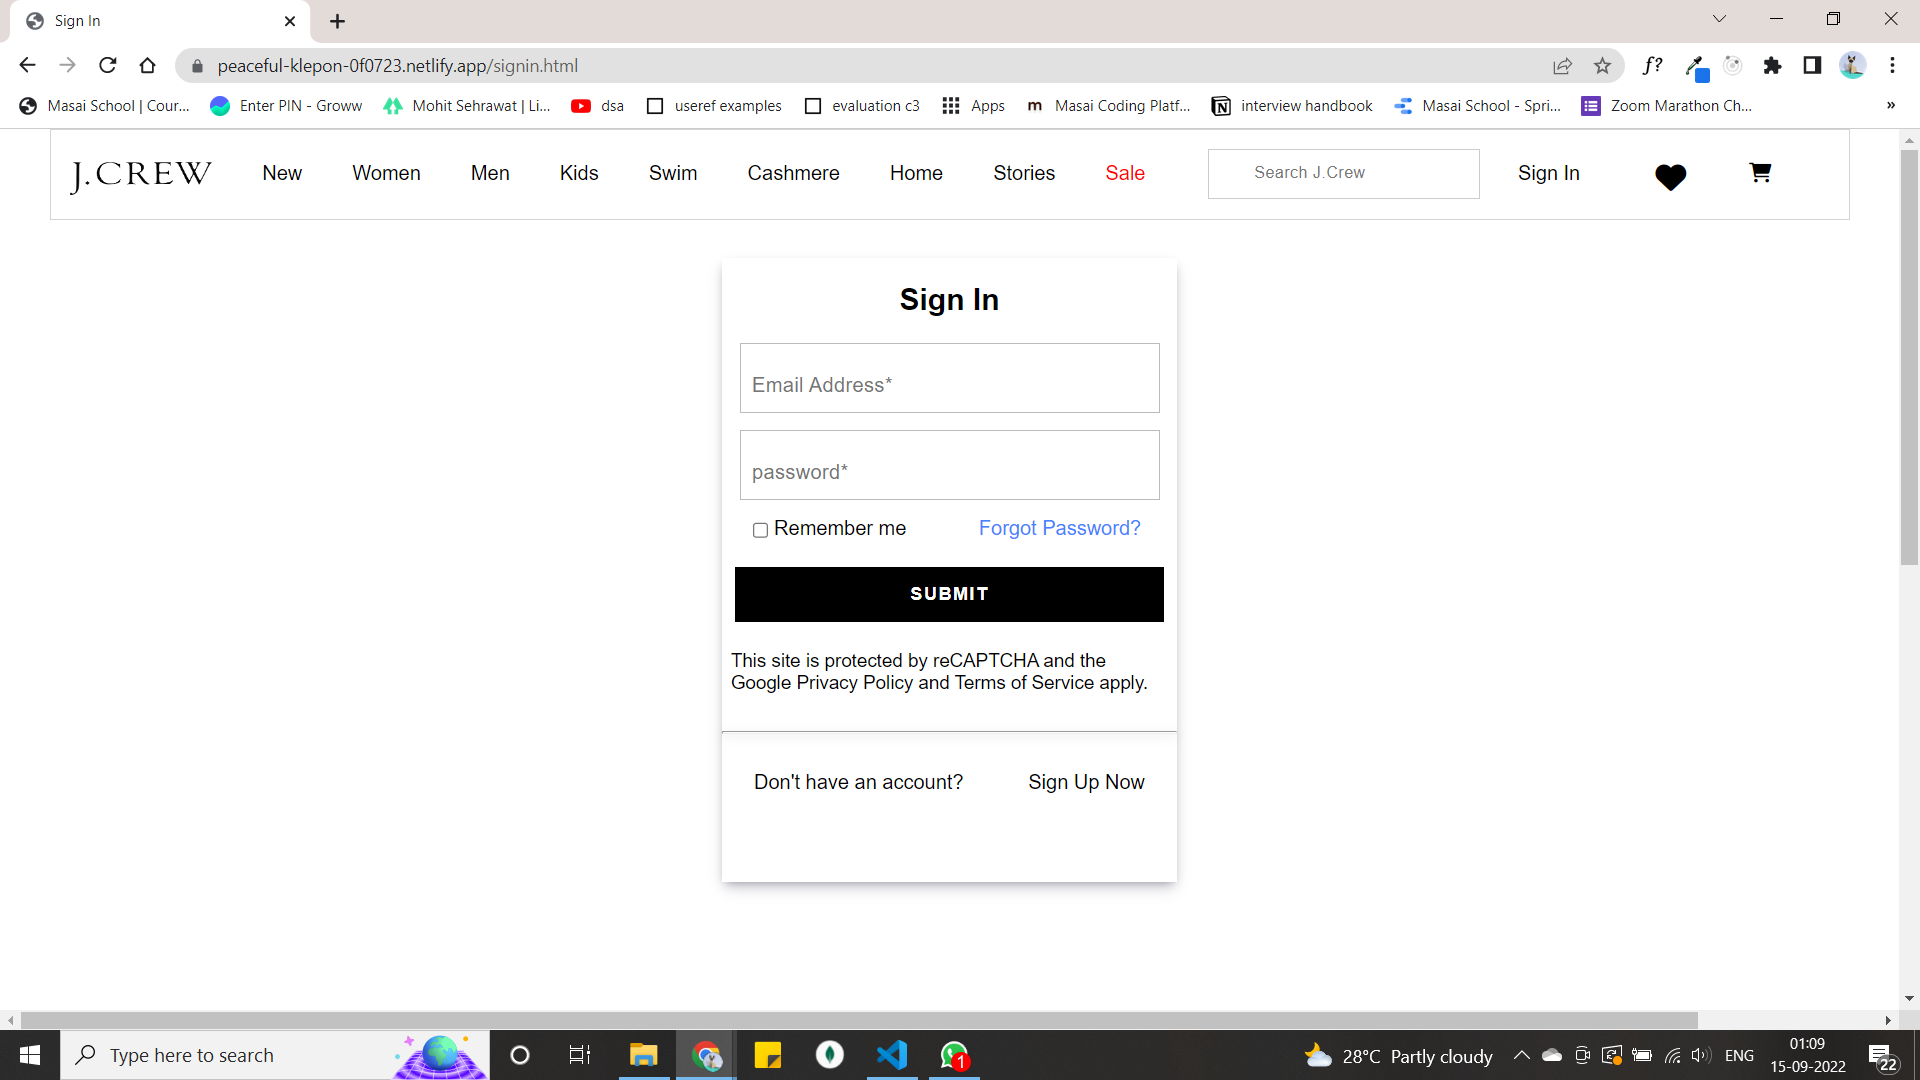 Sign In
peaceful-klepon-0f0723.netlify.app/signin.html
f?
Masai School | Cour... Enter PIN - Groww Mohit Sehrawat | Li... dsa useref examples evaluation c3 Apps m Masai Coding Platf... interview handbook Masai School - Spri... Zoom Marathon Ch... »
J.CREW New Women Men Kids Swim Cashmere Home Stories Sale Search J.Crew Sign In
Sign In
Email Address*
password*
Remember me Forgot Password?
SUBMIT
This site is protected by reCAPTCHA and the
Google Privacy Policy and Terms of Service apply.
Don't have an account? Sign Up Now
Type here to search 1 28°C Partly cloudy ENG 01:09
15-09-2022 22